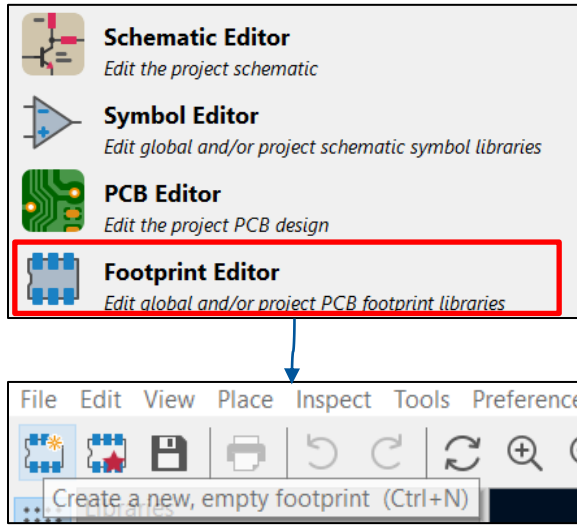 Schematic Editor
Edit the project schematic
Symbol Editor
Edit global and/or project schematic symbol libraries
PCB Editor
Edit the project PCB design
Footprint Editor
Edit global and/or project PCB footprint libraries
File Edit View Place Inspect Tools Preference
Create a new, empty footprint (Ctrl+N)
Libraries